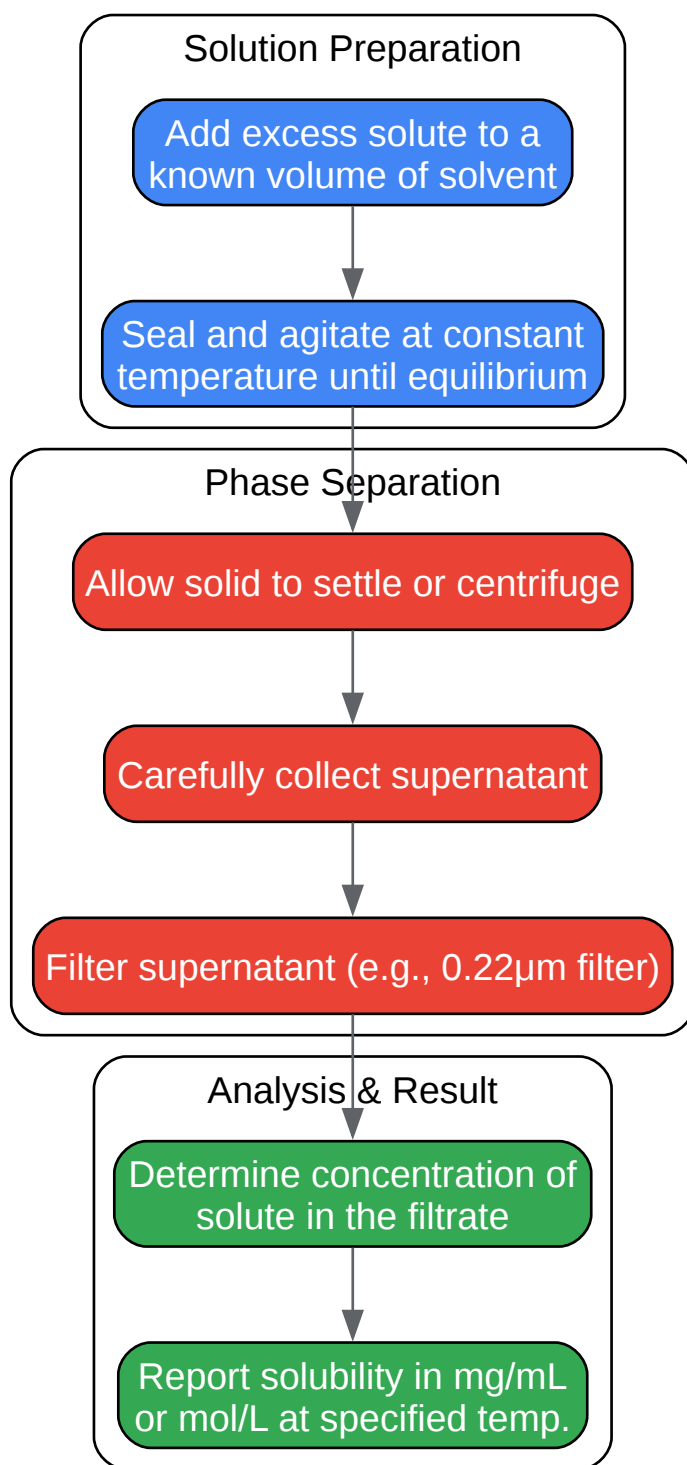 Solution Preparation
Add excess solute to a
known volume of solvent
Seal and agitate at constant
temperature until equilibrium
Phase Separation
Allow solid to settle or centrifuge
Carefully collect supernatant
Filter supernatant (e.g., 0.22μm filter)
Analysis & Result
Determine concentration of
solute in the filtrate
Report solubility in mg/mL
or mol/L at specified temp.